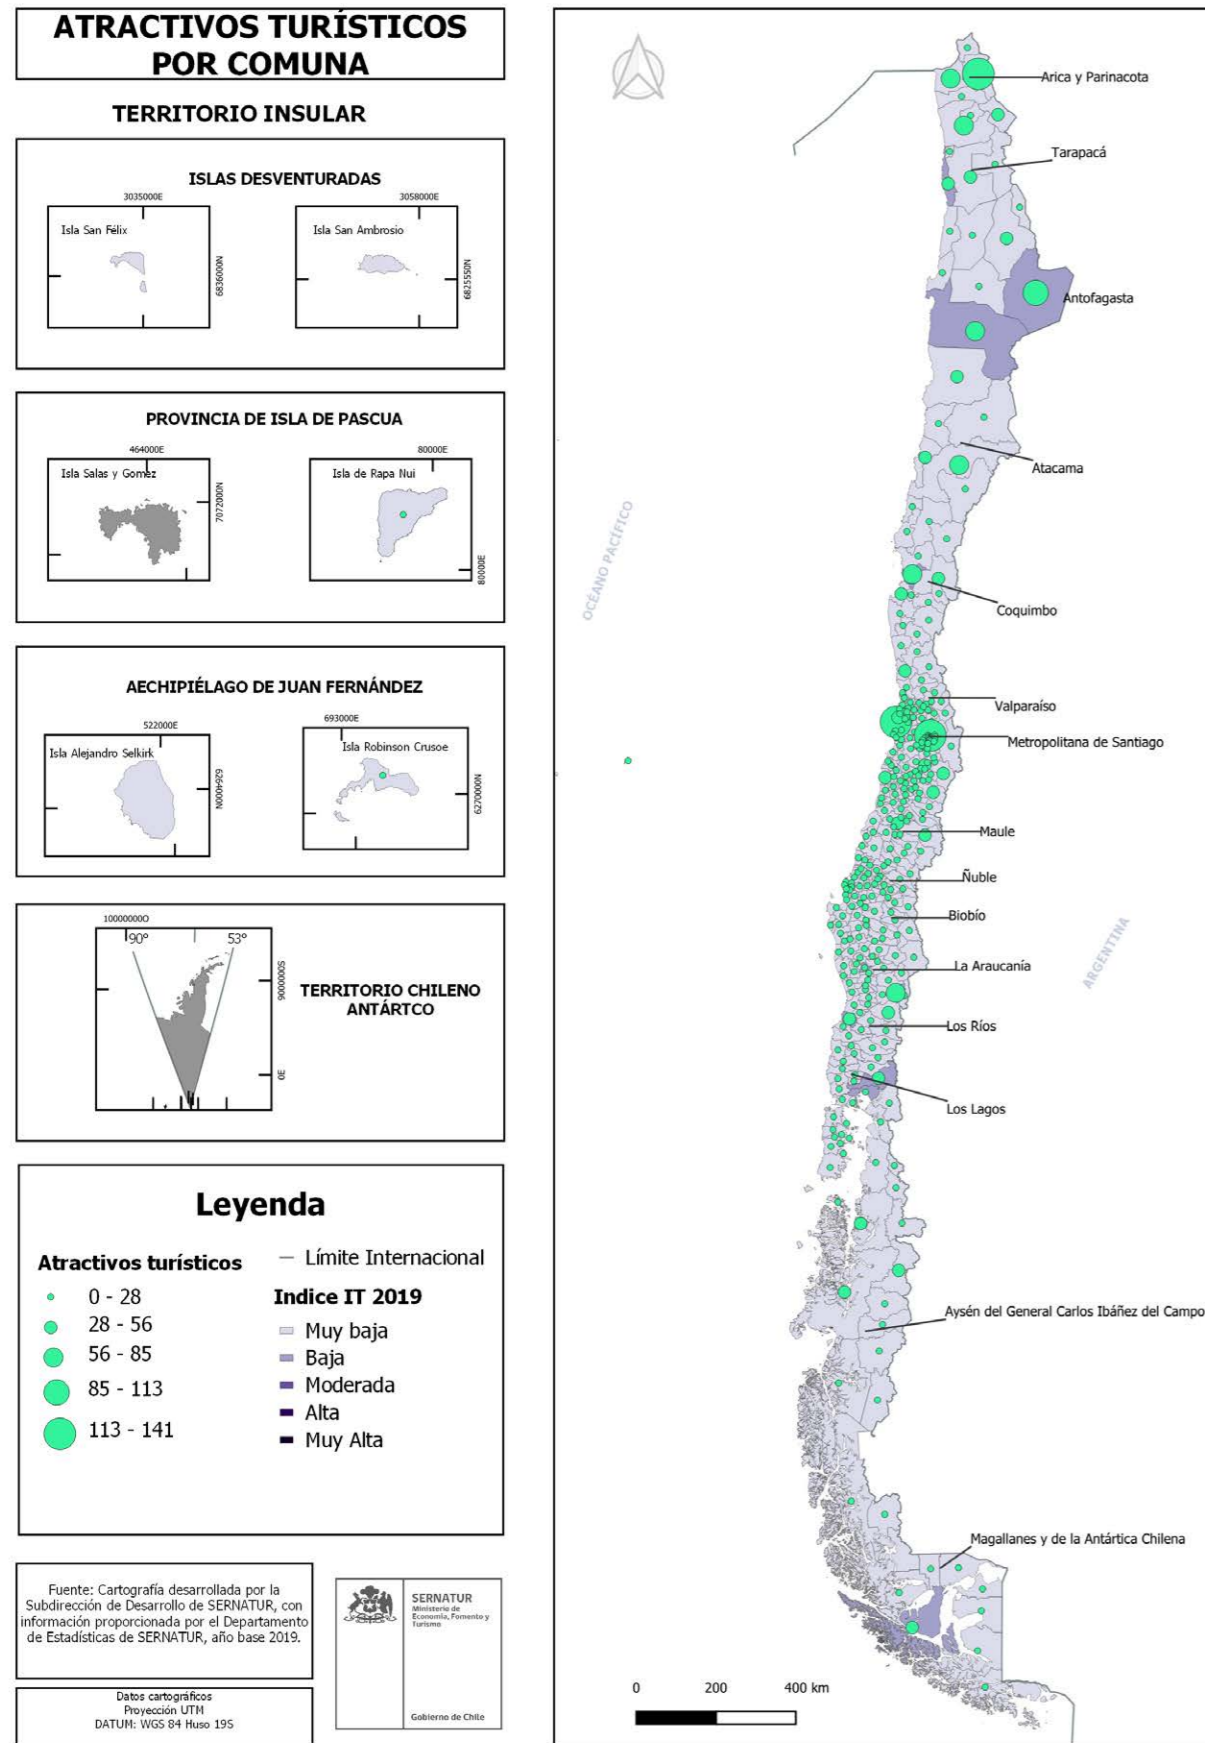 ATRACTIVOS TURÍSTICOS
POR COMUNA
TERRITORIO INSULAR
ISLAS DESVENTURADAS
3035000E
Isla San Félix
6836000N
3058000E
Isla San Ambrosio
6825550N
PROVINCIA DE ISLA DE PASCUA
464000E
Isla Salas y Gomez
7072000N
80000E
Isla de Rapa Nui
80000E
AECHIPIÉLAGO DE JUAN FERNÁNDEZ
522000E
Isla Alejandro Selkirk
6264000N
693000E
Isla Robinson Crusoe
6270000N
100000000
90°
53°
5000006
0E
TERRITORIO CHILENO
ANTÁRTCO
Leyenda
Atractivos turísticos
0 - 28
28 - 56
56 - 85
85 - 113
113 - 141
Límite Internacional
Indice IT 2019
Muy baja
Baja
Moderada
Alta
Muy Alta
Fuente: Cartografía desarrollada por la
Subdirección de Desarrollo de SERNATUR, con
información proporcionada por el Departamento
de Estadísticas de SERNATUR, año base 2019.
Datos cartográficos
Proyección UTM
DATUM: WGS 84 Huso 19S
SERNATUR
Ministerio de
Economía, Fomento y
Turismo
Gobierno de Chile
Arica y Parinacota
Tarapacá
Antofagasta
Atacama
OCÉANO PACÍFICO
Coquimbo
Valparaíso
Metropolitana de Santiago
Maule
Ñuble
Biobío
ARGENTINA
La Araucanía
Los Ríos
Los Lagos
Aysén del General Carlos Ibáñez del Campo
Magallanes y de la Antártica Chilena
0 200 400 km